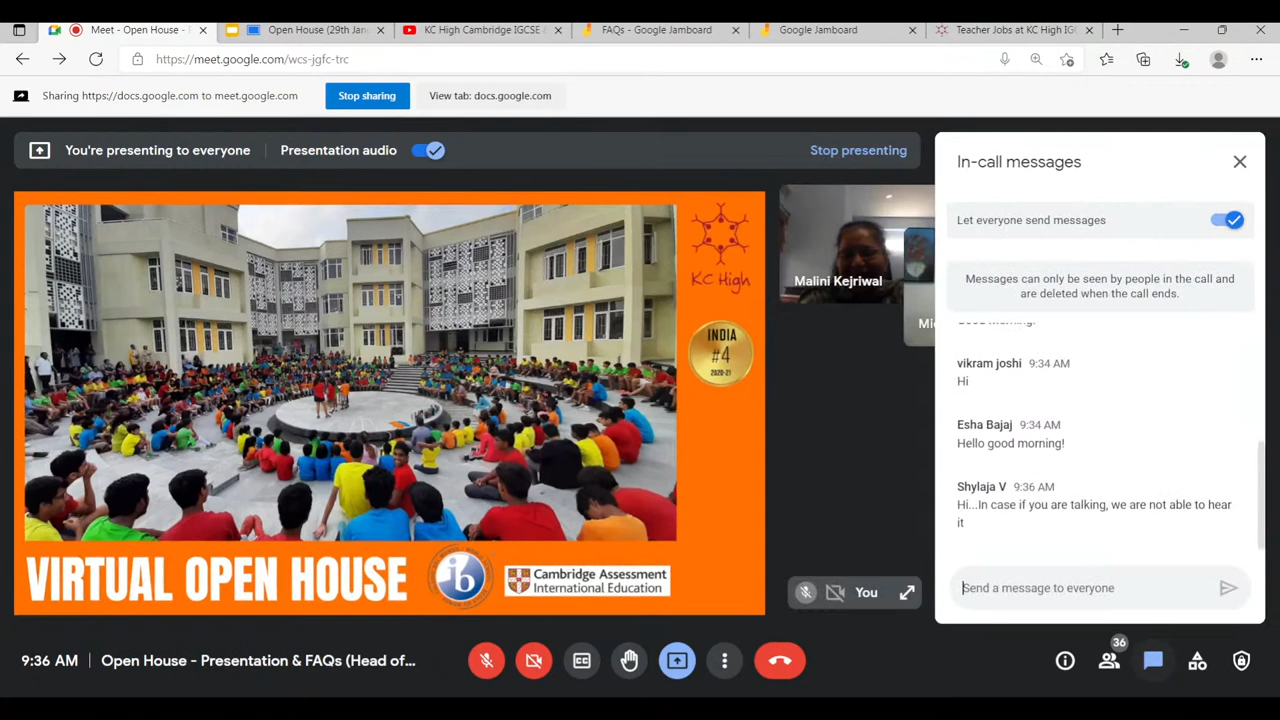 Meet - Open House -
Open House (29th Jan
KC High Cambridge IGCSE &
FAQs - Google Jamboard
Google Jamboard
Teacher Jobs at KC High IGC
https://meet.google.com/wcs-jgfc-trc
Sharing https://docs.google.com to meet.google.com
Stop sharing
View tab: docs.google.com
You're presenting to everyone
Presentation audio
Stop presenting
KC High
INDIA
#4
2020-21
VIRTUAL OPEN HOUSE
ib
Cambridge Assessment
International Education
Malini Kejriwal
You
In-call messages
Let everyone send messages
Messages can only be seen by people in the call and
are deleted when the call ends.
vikram joshi 9:34 AM
Hi
Esha Bajaj 9:34 AM
Hello good morning!
Shylaja V 9:36 AM
Hi...In case if you are talking, we are not able to hear
it
Send a message to everyone
9:36 AM | Open House - Presentation & FAQs (Head of...
CC
36